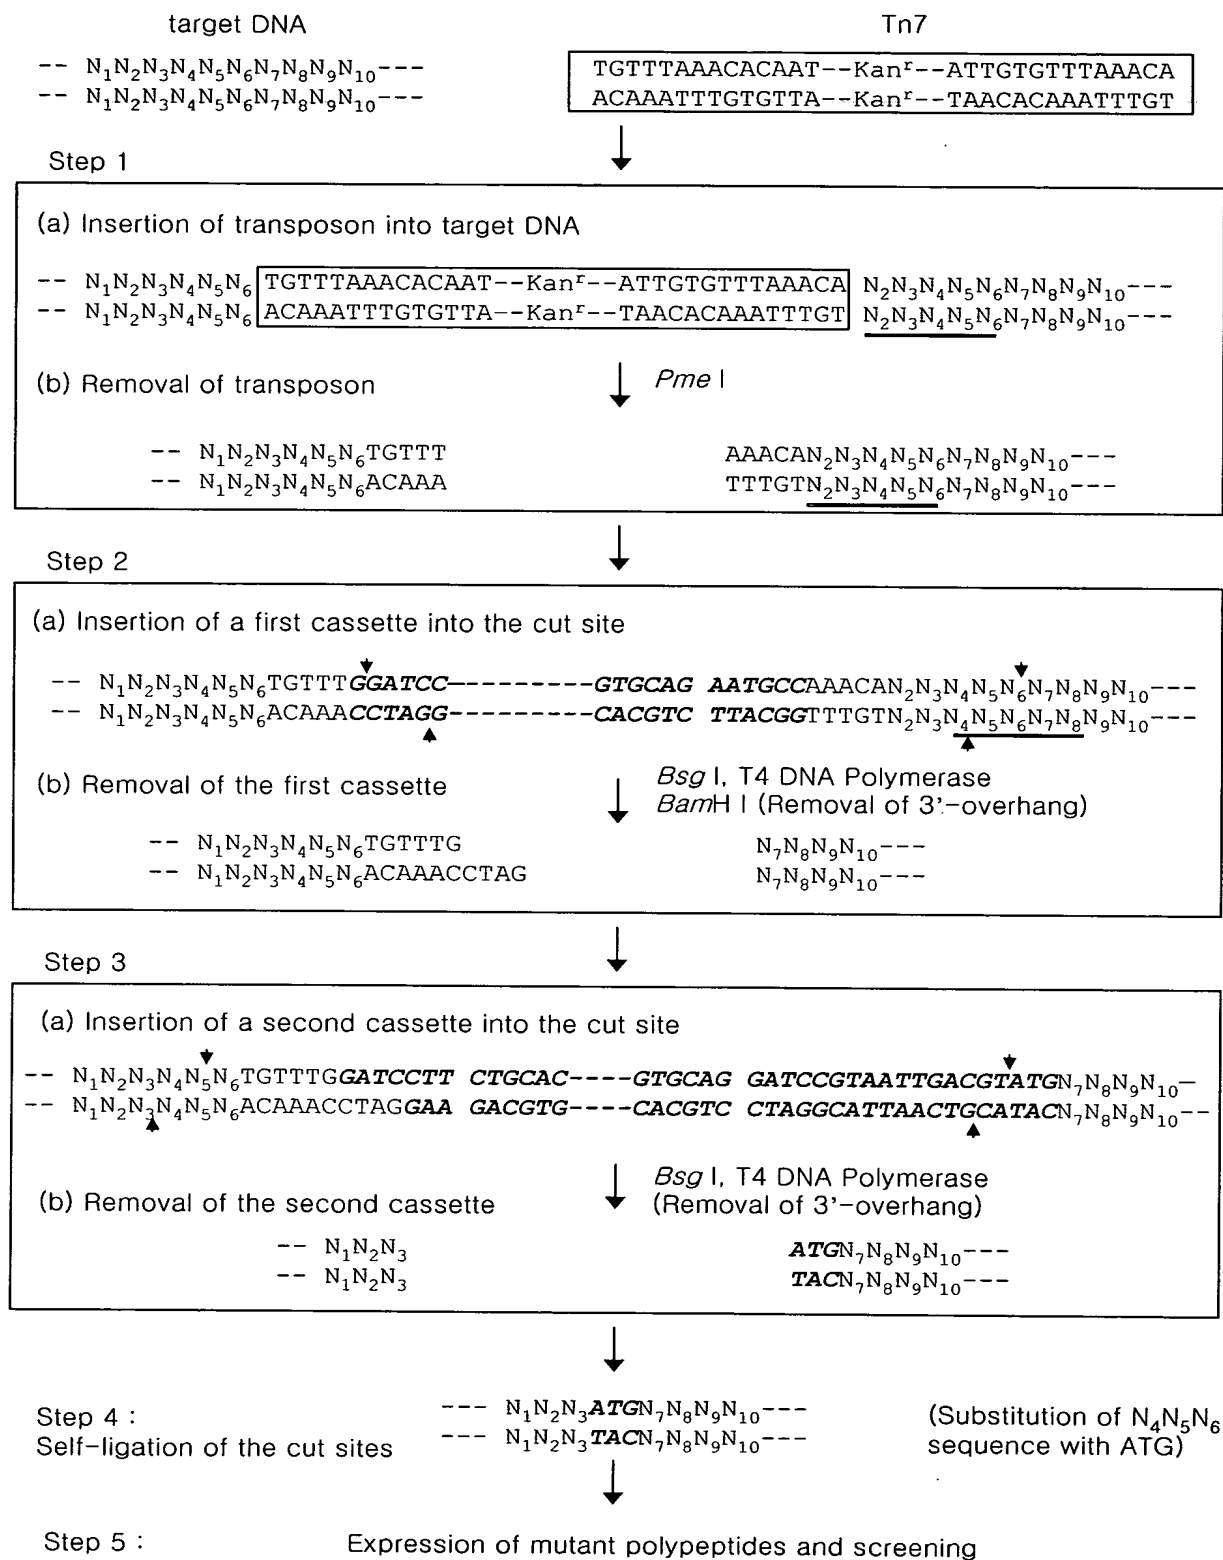 target DNA Tn7
-- N1N2N3N4N5N6N7N8N9N10--- TGTTTAAACACAAT--Kanr--ATTGTGTTTAAACA
-- N1N2N3N4N5N6N7N8N9N10--- ACAAATTTGTGTTA--Kanr--TAACACAAATTTGT
Step 1
(a) Insertion of transposon into target DNA
-- N1N2N3N4N5N6 TGTTTAAACACAAT--Kanr--ATTGTGTTTAAACA N2N3N4N5N6N7N8N9N10---
-- N1N2N3N4N5N6 ACAAATTTGTGTTA--Kanr--TAACACAAATTTGT N2N3N4N5N6N7N8N9N10---
(b) Removal of transposon Pme I
-- N1N2N3N4N5N6TGTTT AAACAN2N3N4N5N6N7N8N9N10---
-- N1N2N3N4N5N6ACAAA TTTGTN2N3N4N5N6N7N8N9N10---
Step 2
(a) Insertion of a first cassette into the cut site
-- N1N2N3N4N5N6TGTTTGGATCC----------GTGCAG AATGCCAAACAN2N3N4N5N6N7N8N9N10---
-- N1N2N3N4N5N6ACAAACCTAGG----------CACGTC TTACGGTTTGTN2N3N4N5N6N7N8N9N10---
(b) Removal of the first cassette Bsg I, T4 DNA Polymerase
BamH I (Removal of 3'-overhang)
-- N1N2N3N4N5N6TGTTTG N7N8N9N10---
-- N1N2N3N4N5N6ACAAACCTAG N7N8N9N10---
Step 3
(a) Insertion of a second cassette into the cut site
-- N1N2N3N4N5N6TGTTTGGATCCTT CTGCAC----GTGCAG GATCCGTAATTGACGTATGN7N8N9N10-
-- N1N2N3N4N5N6ACAAACCTAGGAA GACGTG----CACGTC CTAGGCATTAACTGCATACN7N8N9N10--
Bsg I, T4 DNA Polymerase
(b) Removal of the second cassette (Removal of 3'-overhang)
-- N1N2N3 ATGN7N8N9N10---
-- N1N2N3 TACN7N8N9N10---
Step 4 : --- N1N2N3ATGN7N8N9N10--- (Substitution of N4N5N6
Self-ligation of the cut sites --- N1N2N3TACN7N8N9N10--- sequence with ATG)
Step 5 : Expression of mutant polypeptides and screening